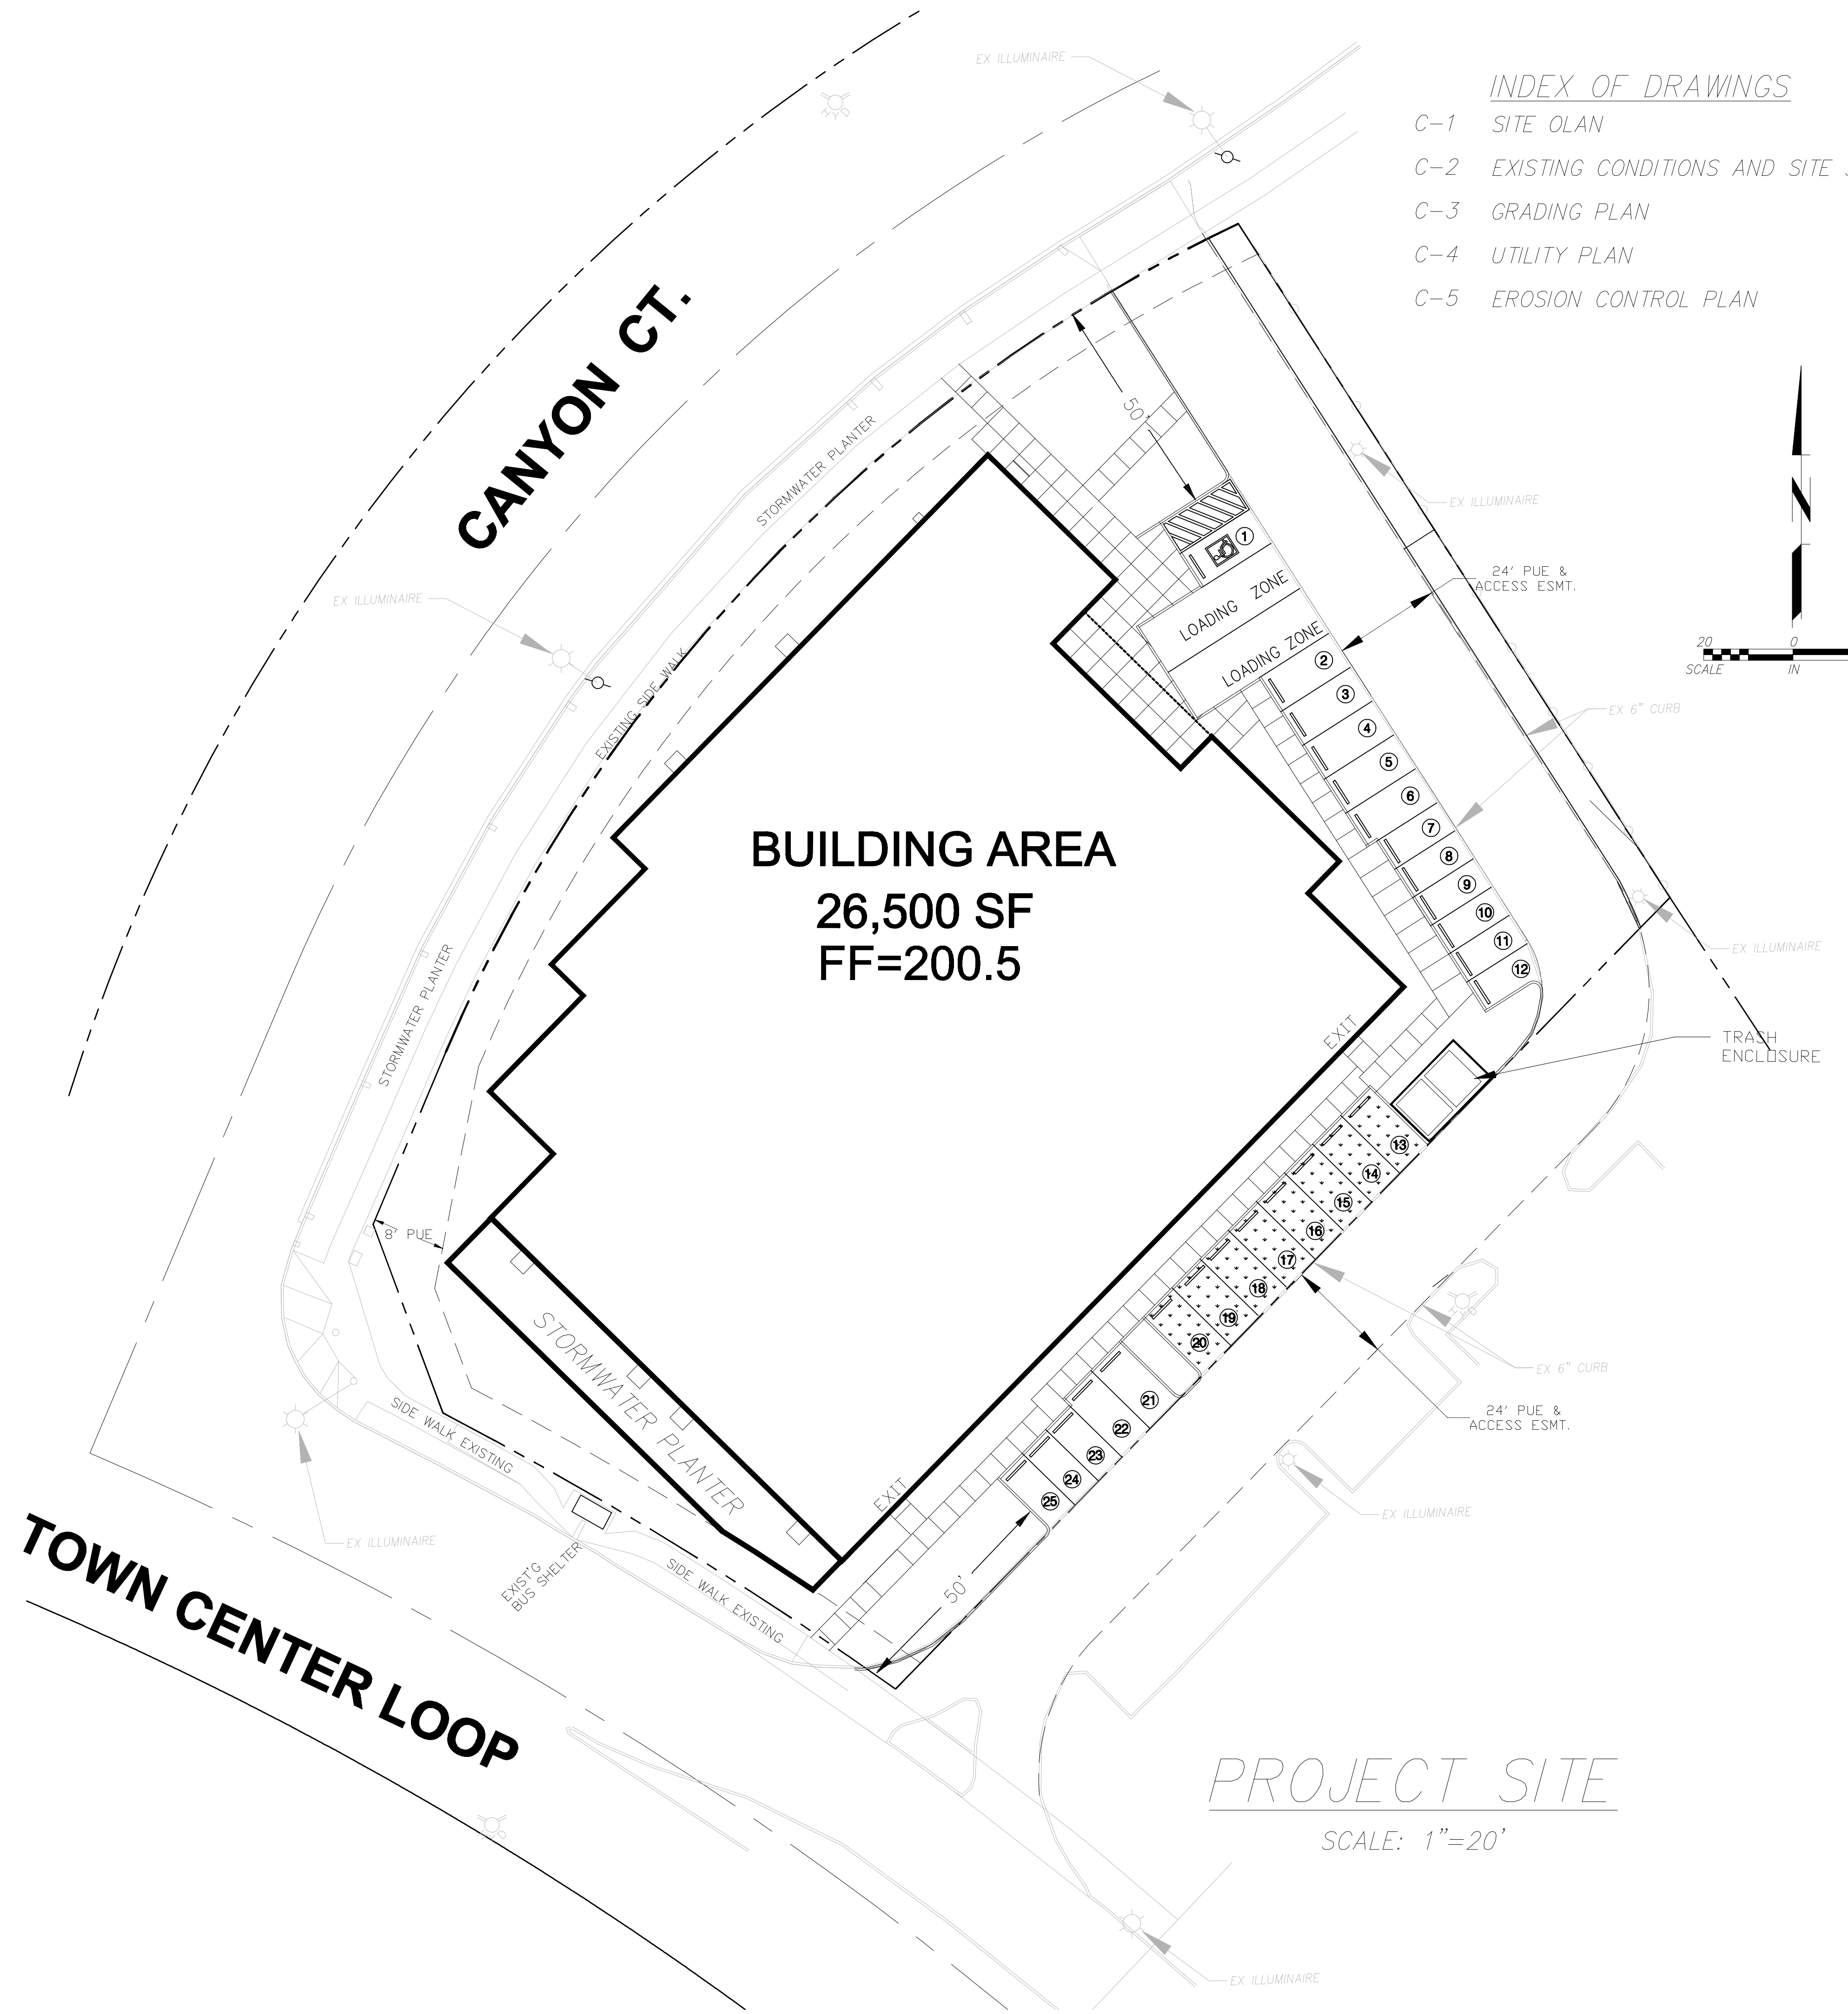 INDEX OF DRAWINGS
C-1 SITE OLAN
C-2 EXISTING CONDITIONS AND SITE
C-3 GRADING PLAN
C-4 UTILITY PLAN
C-5 EROSION CONTROL PLAN
EX ILLUMINAIRE
CANYON CT.
50'
STORMWATER PLANTER
EX ILLUMINAIRE
1
24' PUE &
ACCESS ESMT.
LOADING ZONE
EX ILLUMINAIRE
20 0
SCALE IN
LOADING ZONE
2
EXISTING SIDE WALK
3
EX 6" CURB
4
5
6
7
8
9
10
11
12
BUILDING AREA
26,500 SF
FF=200.5
EX ILLUMINAIRE
STORMWATER PLANTER
EXIT
TRASH
ENCLOSURE
13
14
15
16
17
18
19
20
21
22
23
24
25
8' PUE
STORMWATER PLANTER
EX 6" CURB
24' PUE &
ACCESS ESMT.
SIDE WALK EXISTING
EXIT
EX ILLUMINAIRE
EX ILLUMINAIRE
EXIST'G
BUS SHELTER
SIDE WALK EXISTING
50'
TOWN CENTER LOOP
PROJECT SITE
SCALE: 1"=20'
EX ILLUMINAIRE